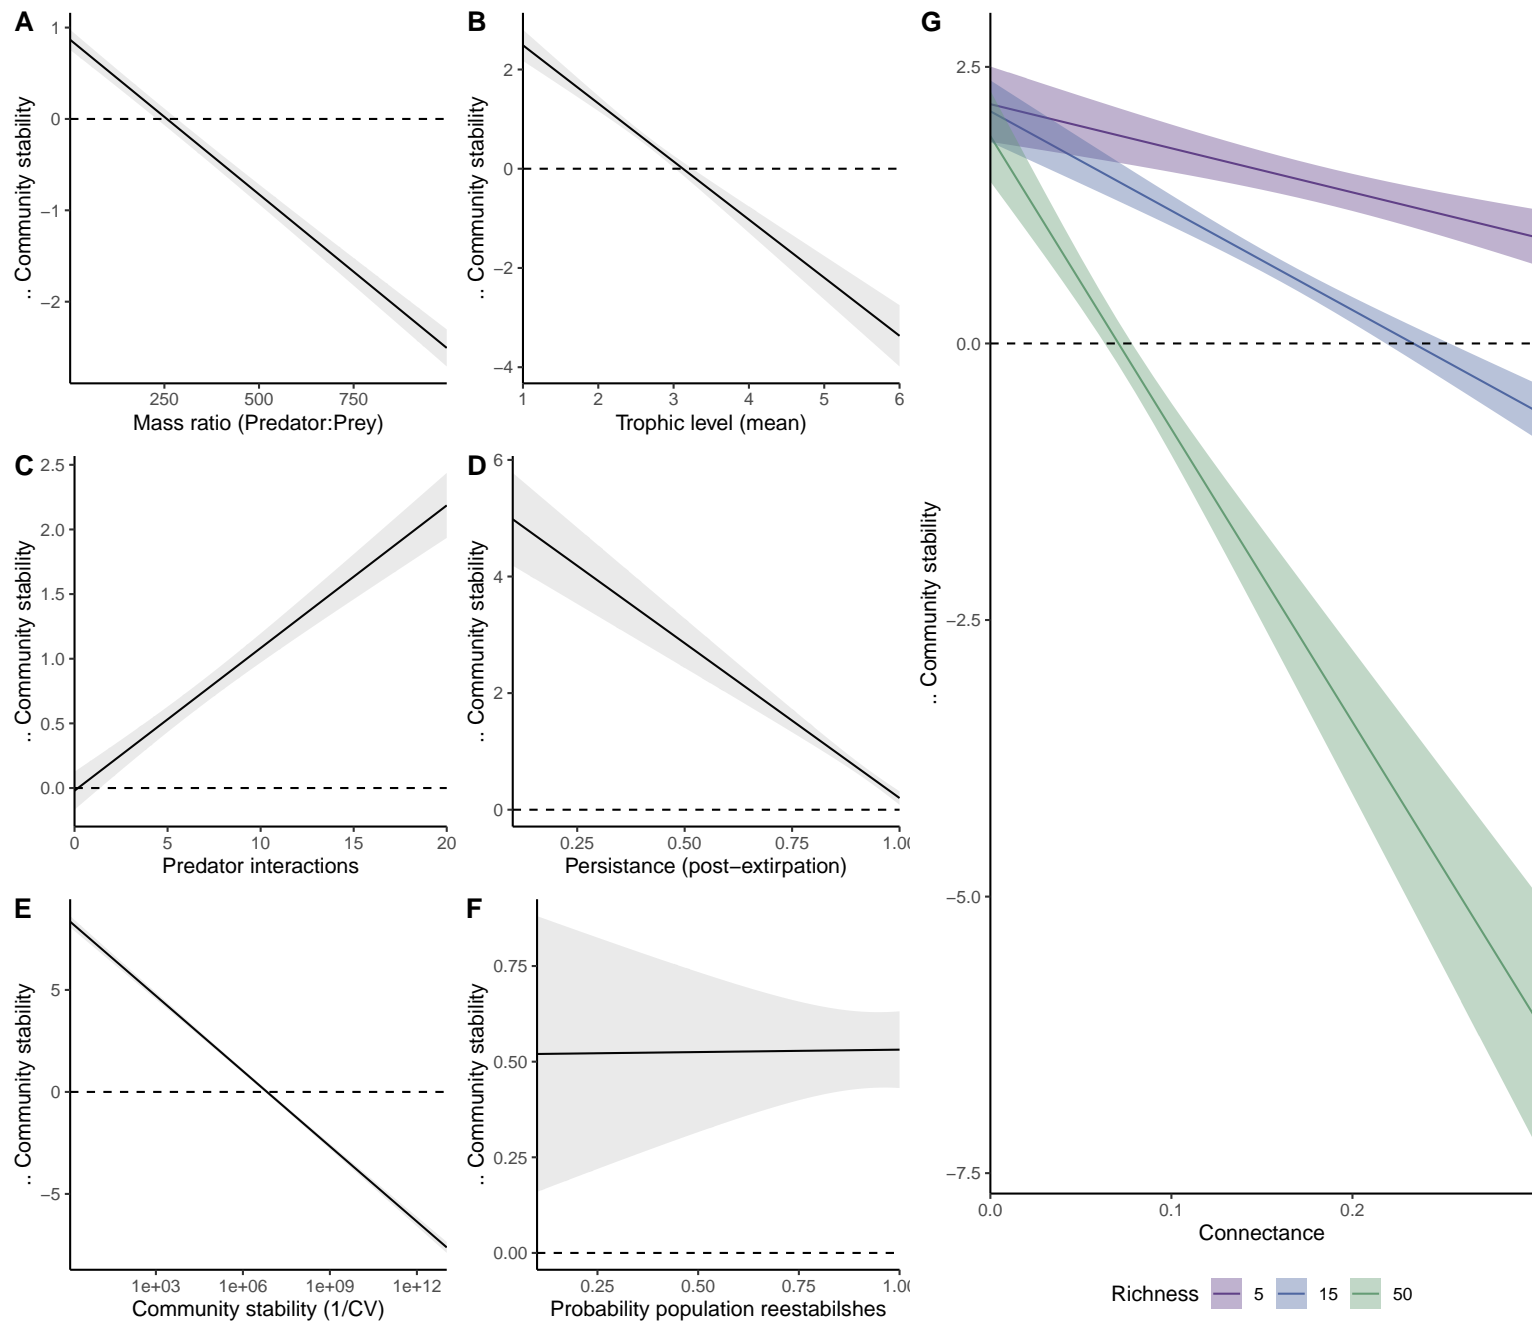 A
.. Community stability
1
0
−1
−2
250
500
750
Mass ratio (Predator:Prey)
B
.. Community stability
2
0
−2
−4
1
2
3
4
5
6
Trophic level (mean)
C
.. Community stability
2.5
2.0
1.5
1.0
0.5
0.0
0
5
10
15
20
Predator interactions
D
.. Community stability
6
4
2
0
0.25
0.50
0.75
1.00
Persistance (post−extirpation)
E
.. Community stability
5
0
−5
1e+03
1e+06
1e+09
1e+12
Community stability (1/CV)
F
.. Community stability
0.75
0.50
0.25
0.00
0.25
0.50
0.75
1.00
Probability population reestabilshes
G
.. Community stability
2.5
0.0
−2.5
−5.0
−7.5
0.0
0.1
0.2
Connectance
Richness 5 15 50